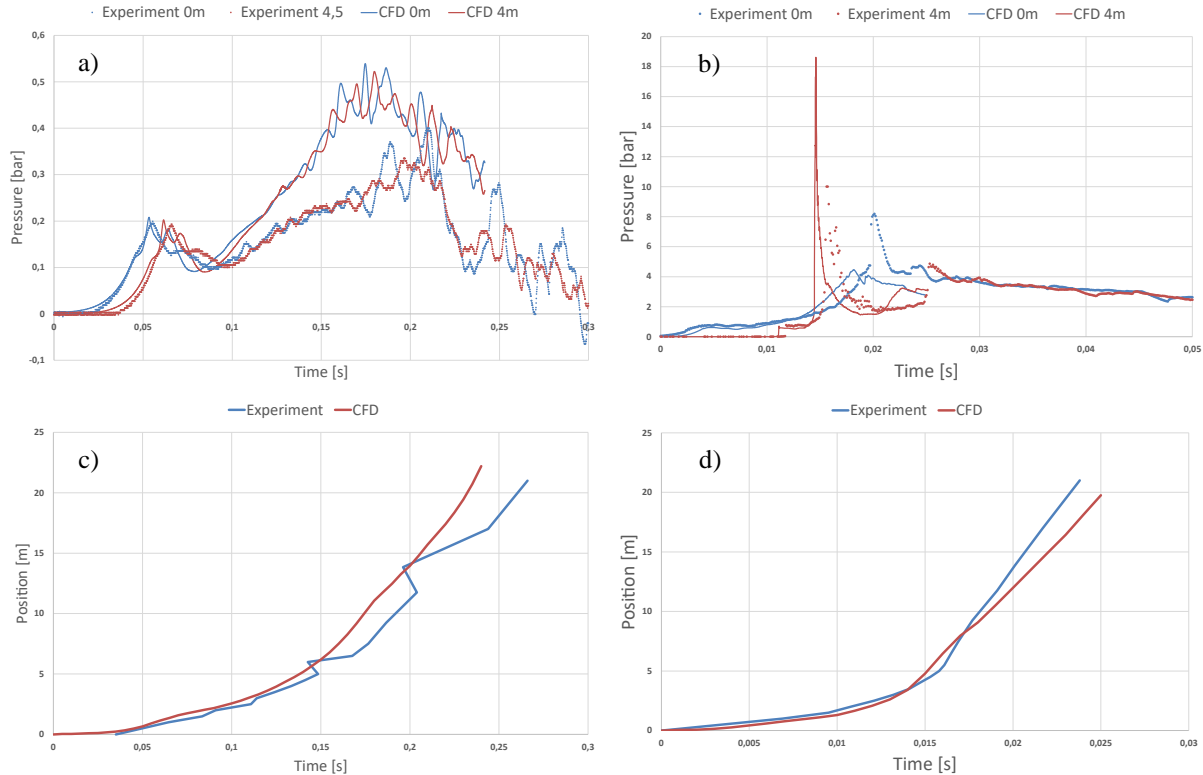 Experiment 0m Experiment 4,5 CFD 0m CFD 4m
a)
Pressure [bar]
0,6
0,5
0,4
0,3
0,2
0,1
0
-0,1
0 0,05 0,1 0,15 0,2 0,25 0,3
Time [s]
Experiment 0m Experiment 4m CFD 0m CFD 4m
b)
Pressure [bar]
20
18
16
14
12
10
8
6
4
2
0
0 0,01 0,02 0,03 0,04 0,05
Time [s]
Experiment CFD
c)
Position [m]
25
20
15
10
5
0
0 0,05 0,1 0,15 0,2 0,25 0,3
Time [s]
Experiment CFD
d)
Position [m]
25
20
15
10
5
0
0 0,005 0,01 0,015 0,02 0,025 0,03
Time [s]